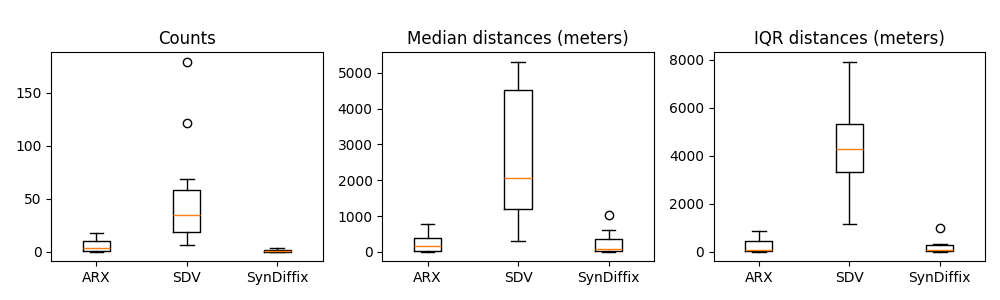 Counts
150
100
50
0
ARX
SDV
SynDiffix
Median distances (meters)
5000
4000
3000
2000
1000
0
ARX
SDV
SynDiffix
IQR distances (meters)
8000
6000
4000
2000
0
ARX
SDV
SynDiffix